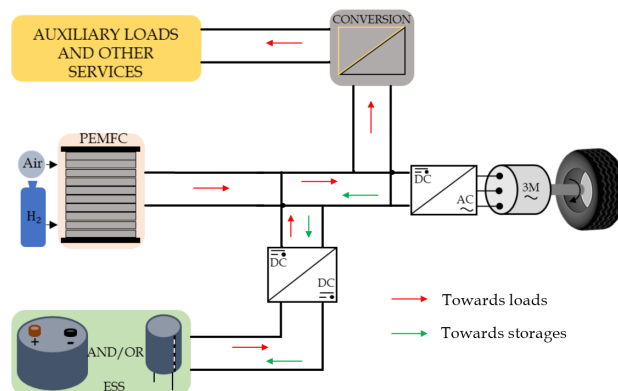 AUXILIARY LOADS
AND OTHER
SERVICES
CONVERSION
PEMFC
Air
H₂
DC
AC
3M
DC
DC
+
-
AND/OR
ESS
Towards loads
Towards storages